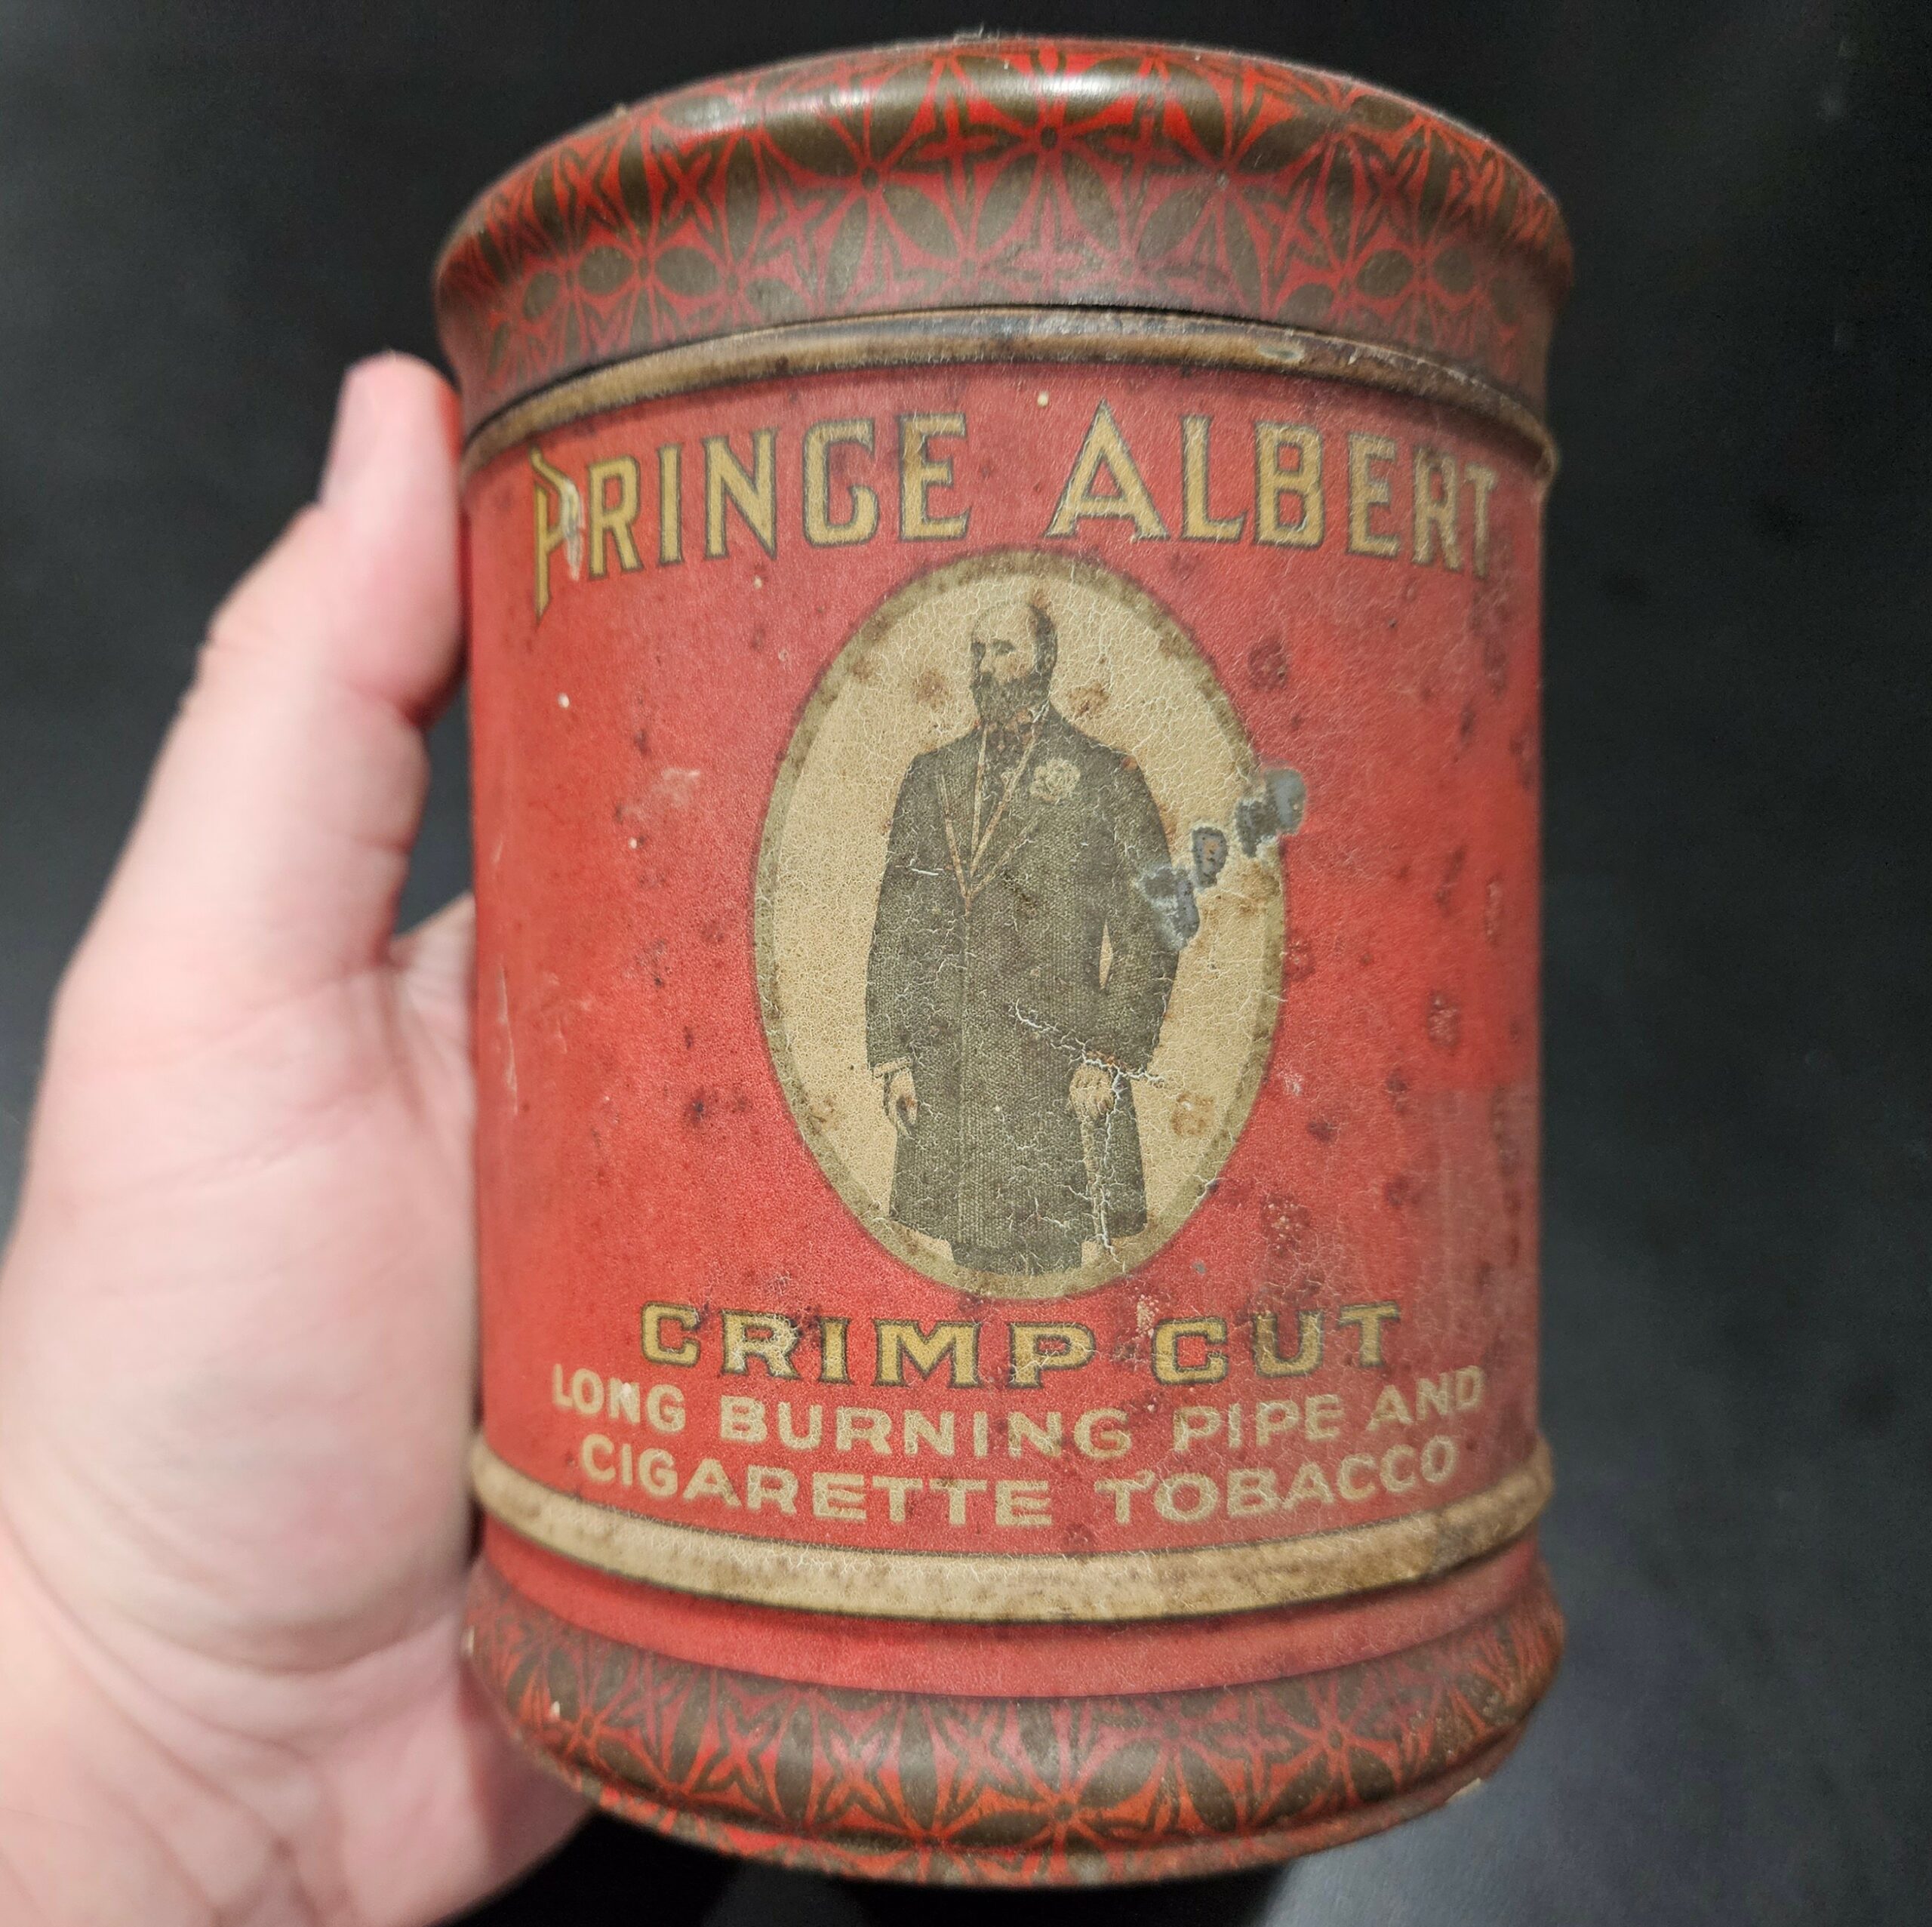 PRINCE ALBERT
CRIMP CUT
LONG BURNING PIPE AND
CIGARETTE TOBACCO